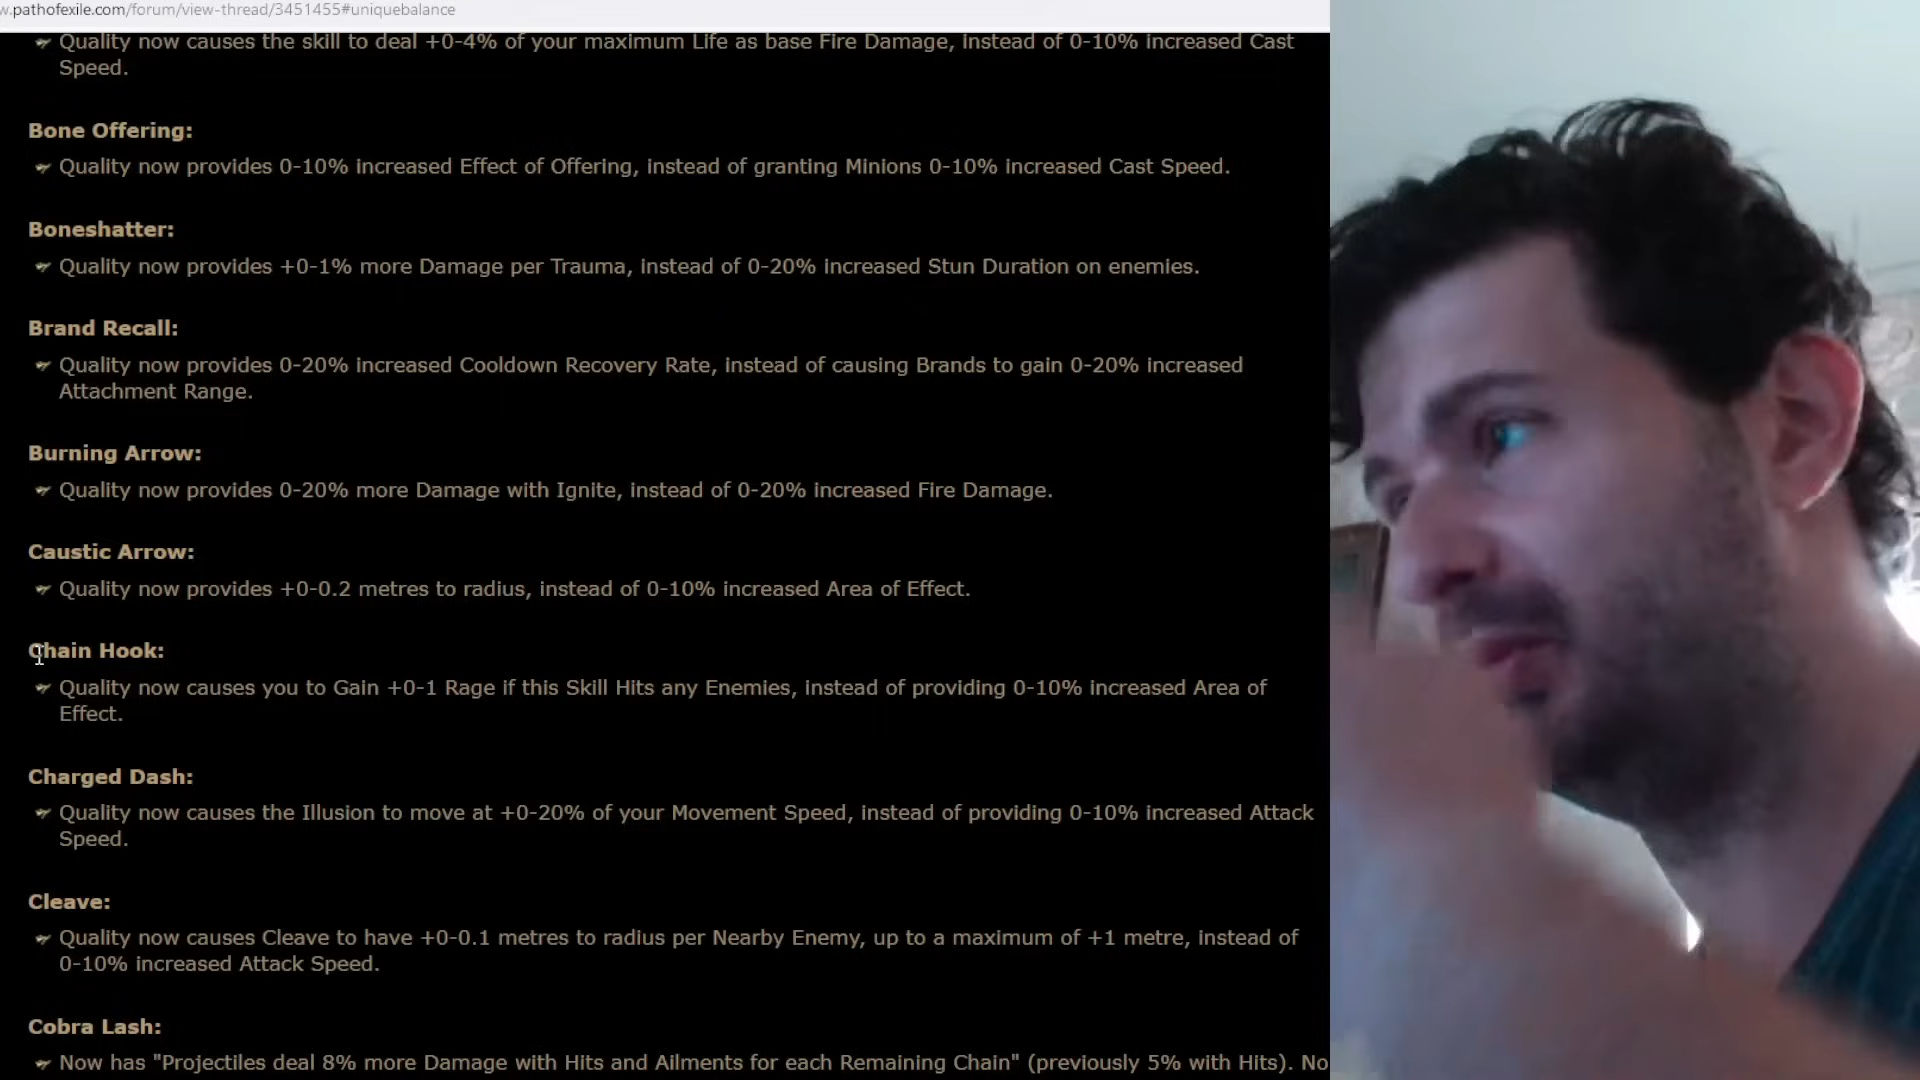 w.pathofexile.com/forum/view-thread/3451455#uniquebalance
Quality now causes the skill to deal +0-4% of your maximum Life as base Fire Damage, instead of 0-10% increased Cast
Speed.
Bone Offering:
Quality now provides 0-10% increased Effect of Offering, instead of granting Minions 0-10% increased Cast Speed.
Boneshatter:
Quality now provides +0-1% more Damage per Trauma, instead of 0-20% increased Stun Duration on enemies.
Brand Recall:
Quality now provides 0-20% increased Cooldown Recovery Rate, instead of causing Brands to gain 0-20% increased
Attachment Range.
Burning Arrow:
Quality now provides 0-20% more Damage with Ignite, instead of 0-20% increased Fire Damage.
Caustic Arrow:
Quality now provides +0-0.2 metres to radius, instead of 0-10% increased Area of Effect.
Chain Hook:
Quality now causes you to Gain +0-1 Rage if this Skill Hits any Enemies, instead of providing 0-10% increased Area of
Effect.
Charged Dash:
Quality now causes the Illusion to move at +0-20% of your Movement Speed, instead of providing 0-10% increased Attack
Speed.
Cleave:
Quality now causes Cleave to have +0-0.1 metres to radius per Nearby Enemy, up to a maximum of +1 metre, instead of
0-10% increased Attack Speed.
Cobra Lash:
Now has "Projectiles deal 8% more Damage with Hits and Ailments for each Remaining Chain" (previously 5% with Hits). No